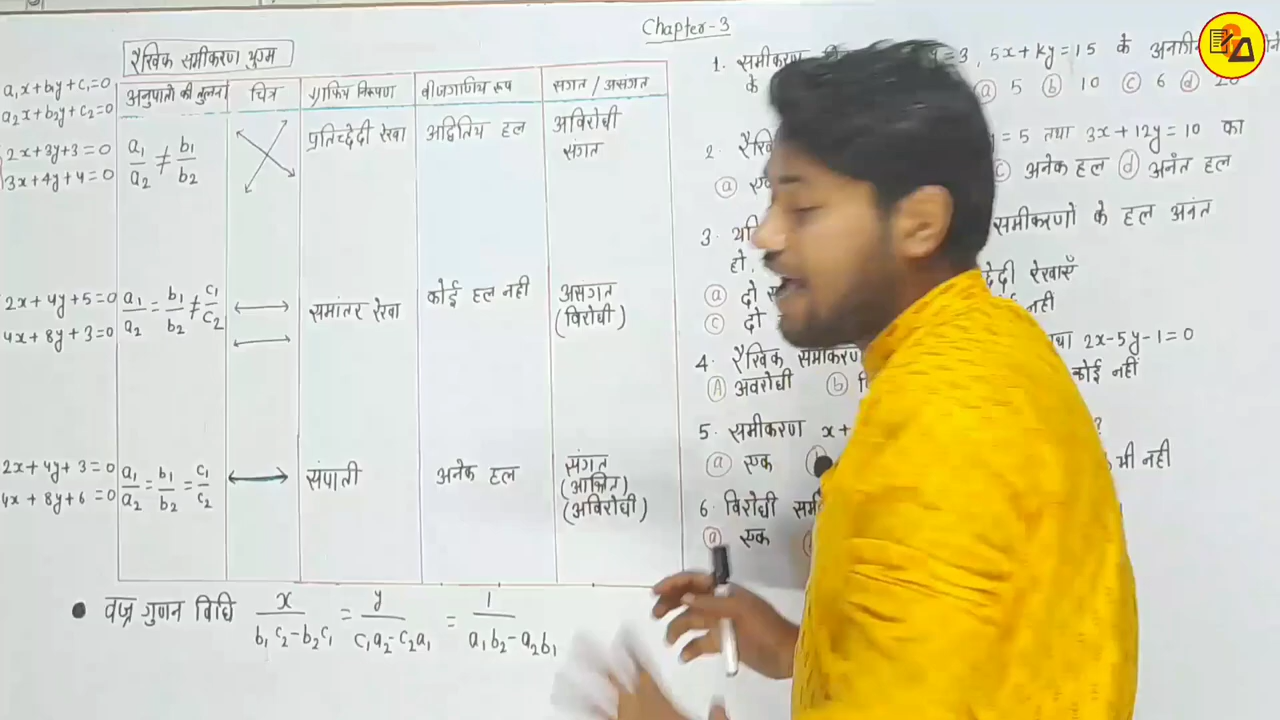 Chapter-3
रैखिक समीकरण युग्म
a₁x+b₁y+c₁=0
a₂x+b₂y+c₂=0
अनुपातो की तुलना चित्र ग्राफिय निरूपण बीजगणिय रूप संगत / असंगत
2x+3y+3=0
3x+4y+4=0
a₁/a₂ ≠ b₁/b₂ प्रतिच्छेदी रेखा अद्वितिय हल अविरोधी
संगत
2x+4y+5=0
4x+8y+3=0
a₁/a₂ = b₁/b₂ ≠ c₁/c₂ समांतर रेखा कोई हल नही असंगत
(विरोधी)
2x+4y+3=0
4x+8y+6=0
a₁/a₂ = b₁/b₂ = c₁/c₂ संपाती अनेक हल संगत
(आश्रित)
(अविरोधी)
• वज्र गुणन विधि x/(b₁c₂-b₂c₁) = y/(c₁a₂-c₂a₁) = 1/(a₁b₂-a₂b₁)
1. समीकरण =3, 5x+ky=15 के
के (a) 5 (b) 10 (c) 6 (d)
2. = 5 तथा 3x+12y=10 का
(a) (c) अनेक हल (d) अनंत हल
3. समीकरणों के हल अनंत
हो, रेखाएँ
(a) दो
(c) दो नही
4. रैखिक समीकरण 2x-5y-1=0
(A) अवरोधी (b) कोई नहीं
5. समीकरण x+ ?
(a) एक भी नही
6. विरोधी
(a) एक